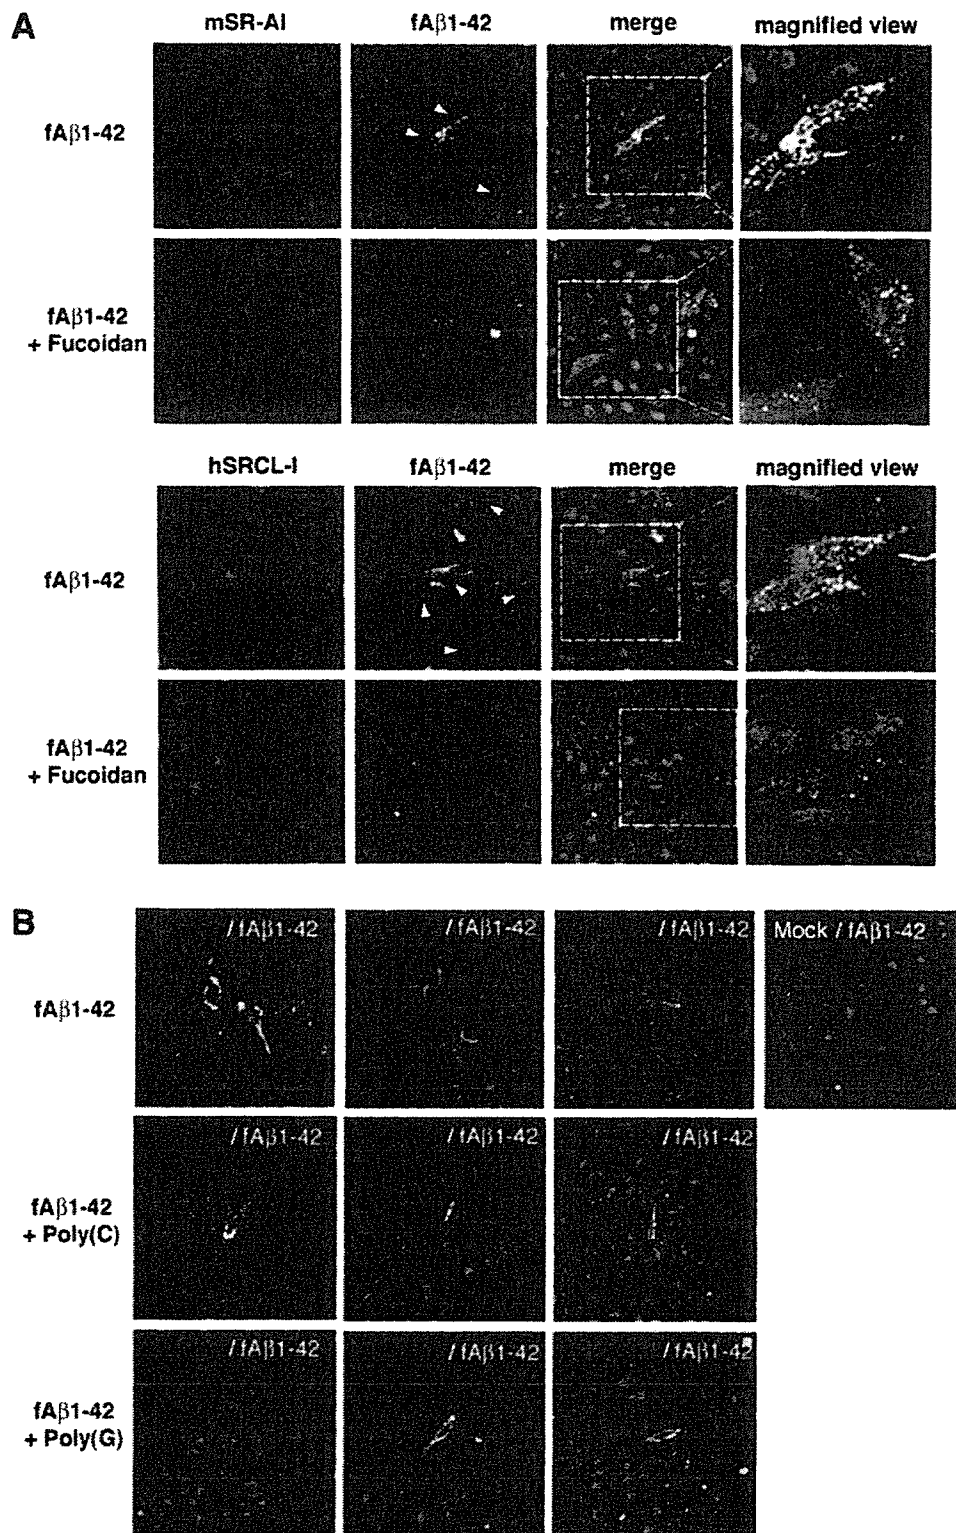 A
mSR-AI fAβ1-42 merge magnified view
fAβ1-42
fAβ1-42
+ Fucoidan
hSRCL-I fAβ1-42 merge magnified view
fAβ1-42
fAβ1-42
+ Fucoidan
B
fAβ1-42
/ fAβ1-42 / fAβ1-42 / fAβ1-42 Mock / fAβ1-42
fAβ1-42
+ Poly(C)
/ fAβ1-42 / fAβ1-42 / fAβ1-42
fAβ1-42
+ Poly(G)
/ fAβ1-42 / fAβ1-42 / fAβ1-42